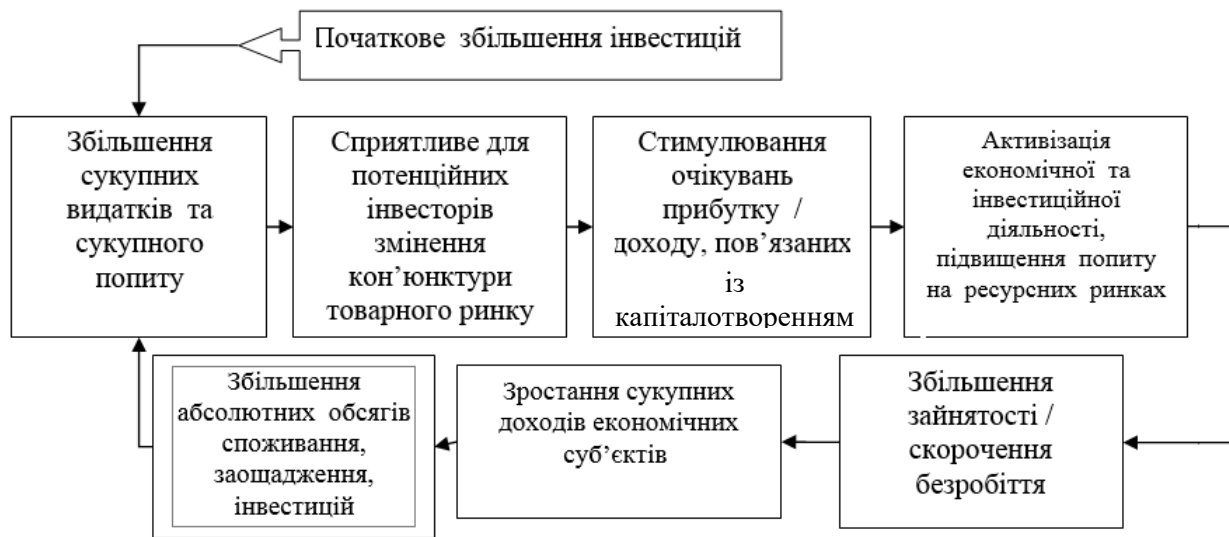 Початкове збільшення інвестицій
Збільшення
сукупних
видатків та
сукупного
попиту
Сприятливе для
потенційних
інвесторів
змінення
кон’юнктури
товарного ринку
Стимулювання
очікувань
прибутку /
доходу, пов’язаних
із
капіталотворенням
Активізація
економічної та
інвестиційної
діяльності,
підвищення попиту
на ресурсних ринках
Збільшення
зайнятості /
скорочення
безробіття
Зростання сукупних
доходів економічних
суб’єктів
Збільшення
абсолютних обсягів
споживання,
заощадження,
інвестицій